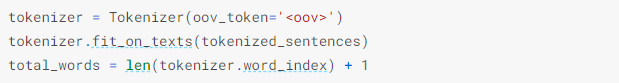 tokenizer = Tokenizer(oov_token='<oov>')
tokenizer.fit_on_texts(tokenized_sentences)
total_words = len(tokenizer.word_index) + 1